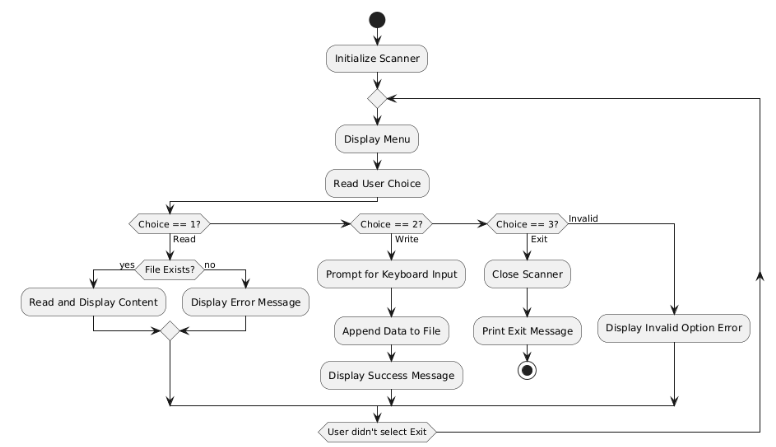 Initialize Scanner
Display Menu
Read User Choice
Choice == 1?
Choice == 2?
Choice == 3?
Invalid
Read
Write
Exit
yes
File Exists?
no
Prompt for Keyboard Input
Close Scanner
Read and Display Content
Display Error Message
Append Data to File
Print Exit Message
Display Invalid Option Error
Display Success Message
User didn't select Exit